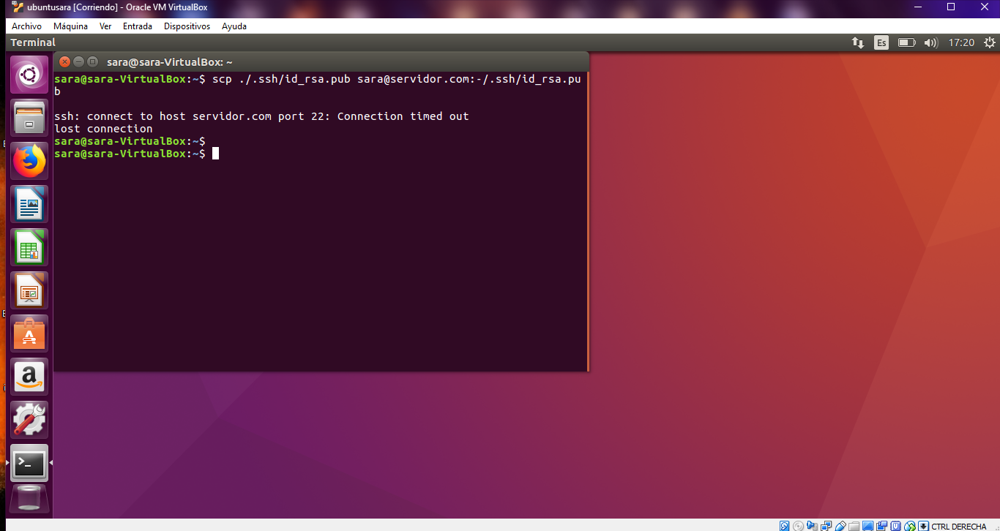 ubuntusara [Corriendo] - Oracle VM VirtualBox
Archivo Máquina Ver Entrada Dispositivos Ayuda
Terminal Es 17:20
sara@sara-VirtualBox: ~
sara@sara-VirtualBox:~$ scp ./.ssh/id_rsa.pub sara@servidor.com:-/.ssh/id_rsa.pu
b
ssh: connect to host servidor.com port 22: Connection timed out
lost connection
sara@sara-VirtualBox:~$
sara@sara-VirtualBox:~$
CTRL DERECHA